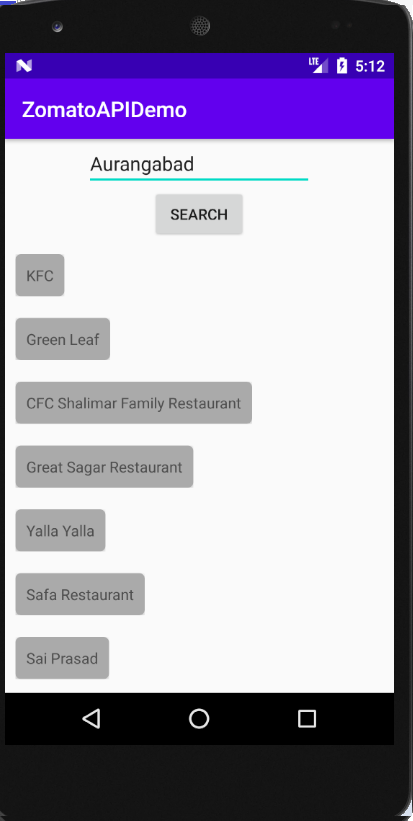 LTE 5:12
ZomatoAPIDemo
Aurangabad
SEARCH
KFC
Green Leaf
CFC Shalimar Family Restaurant
Great Sagar Restaurant
Yalla Yalla
Safa Restaurant
Sai Prasad